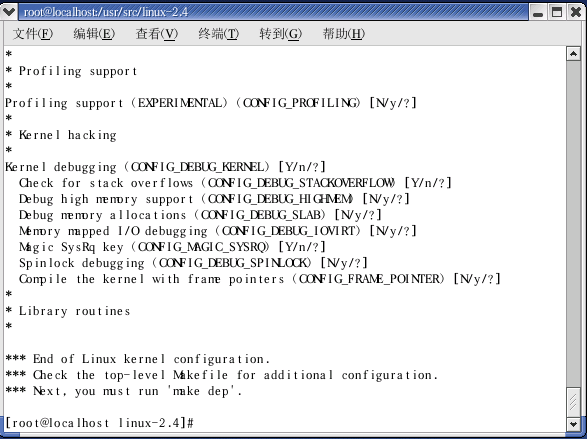 root@localhost:/usr/src/linux-2.4
文件(F) 编辑(E) 查看(V) 终端(T) 转到(G) 帮助(H)
*
* Profiling support
*
Profiling support (EXPERIMENTAL) (CONFIG_PROFILING) [N/y/?]
*
* Kernel hacking
*
Kernel debugging (CONFIG_DEBUG_KERNEL) [Y/n/?]
Check for stack overflows (CONFIG_DEBUG_STACKOVERFLOW) [Y/n/?]
Debug high memory support (CONFIG_DEBUG_HIGHMEM) [N/y/?]
Debug memory allocations (CONFIG_DEBUG_SLAB) [N/y/?]
Memory mapped I/O debugging (CONFIG_DEBUG_IOVIRT) [N/y/?]
Magic SysRq key (CONFIG_MAGIC_SYSRQ) [Y/n/?]
Spinlock debugging (CONFIG_DEBUG_SPINLOCK) [N/y/?]
Compile the kernel with frame pointers (CONFIG_FRAME_POINTER) [N/y/?]
*
* Library routines
*
*** End of Linux kernel configuration.
*** Check the top-level Makefile for additional configuration.
*** Next, you must run 'make dep'.
[root@localhost linux-2.4]#